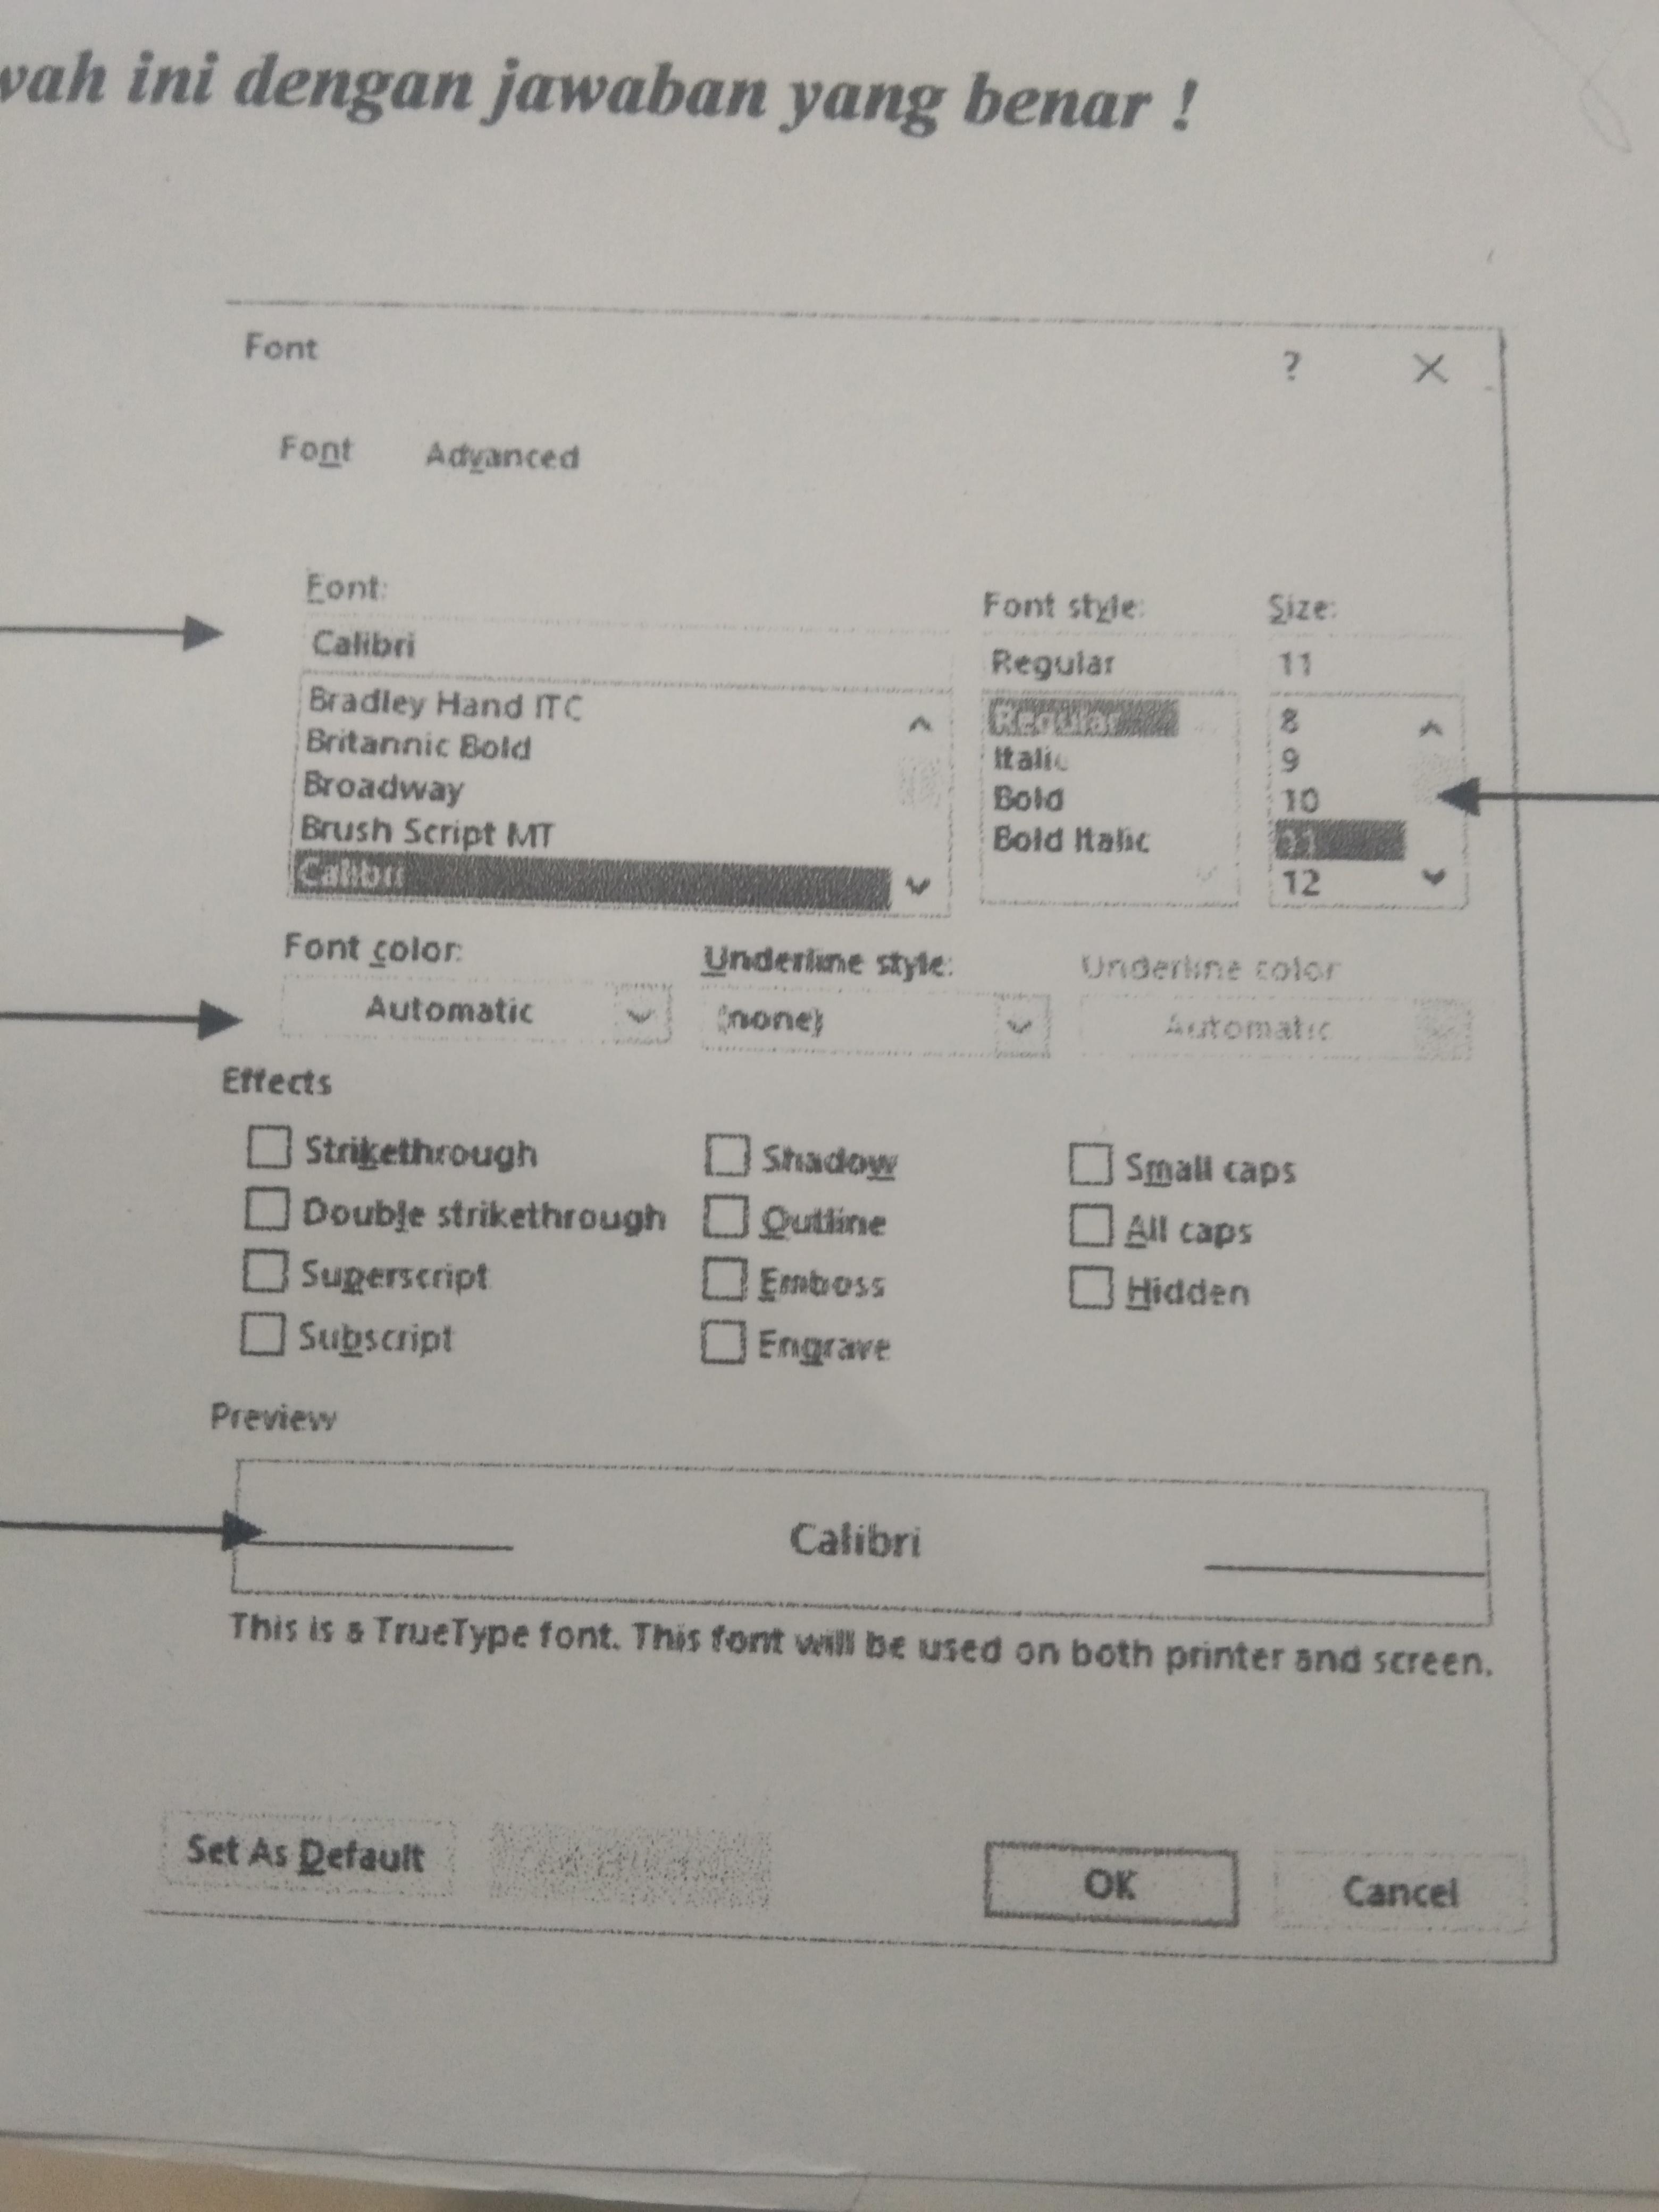 ini dengan jawaban yang benar !
Font ? ×
Font Advanced
Font: Font style: Size:
Calibri Regular 11
Bradley Hand ITC Regular 8
Britannic Bold Italic 9
Broadway Bold 10
Brush Script MT Bold Italic 11
Calibri 12
Font color: Underline style: Underline color
Automatic (none) Automatic
Effects
Strikethrough Shadow Small caps
Double strikethrough Outline All caps
Superscript Emboss Hidden
Subscript Engrave
Preview
Calibri
This is a TrueType font. This font will be used on both printer and screen.
Set As Default OK Cancel